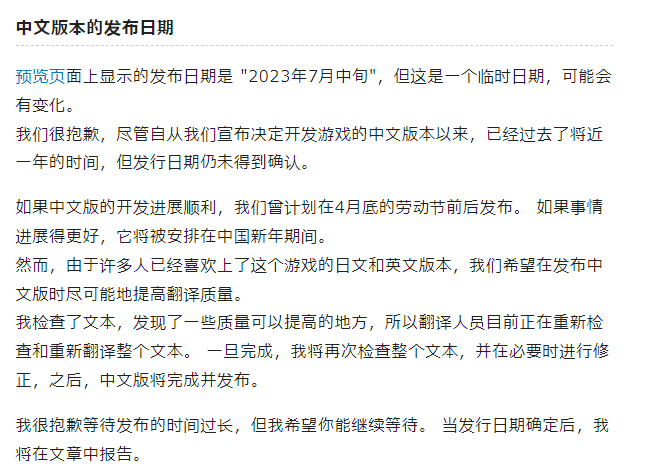 中文版本的发布日期
预览页面上显示的发布日期是 "2023年7月中旬"，但这是一个临时日期，可能会
有变化。
我们很抱歉，尽管自从我们宣布决定开发游戏的中文版本以来，已经过去了将近
一年的时间，但发行日期仍未得到确认。
如果中文版的开发进展顺利，我们曾计划在4月底的劳动节前后发布。 如果事情
进展得更好，它将被安排在中国新年期间。
然而，由于许多人已经喜欢上了这个游戏的日文和英文版本，我们希望在发布中
文版时尽可能地提高翻译质量。
我检查了文本，发现了一些质量可以提高的地方，所以翻译人员目前正在重新检
查和重新翻译整个文本。 一旦完成，我将再次检查整个文本，并在必要时进行修
正，之后，中文版将完成并发布。
我很抱歉等待发布的时间过长，但我希望你能继续等待。 当发行日期确定后，我
将在文章中报告。